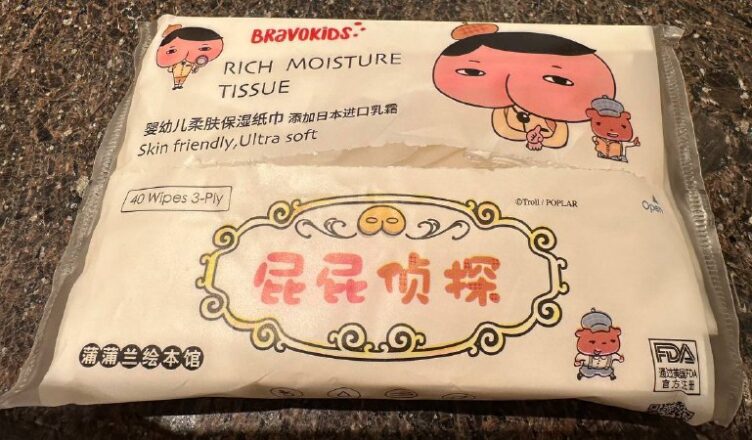 BRaVOKiDS
RICH MOISTURE
TISSUE
婴幼儿柔肤保湿纸巾 添加日本进口乳霜
Skin friendly,Ultra soft
40 Wipes 3-Ply
©Troll / POPLAR
Open
屁屁侦探
蒲蒲兰绘本馆
FDA
通过美国FDA
官方注册